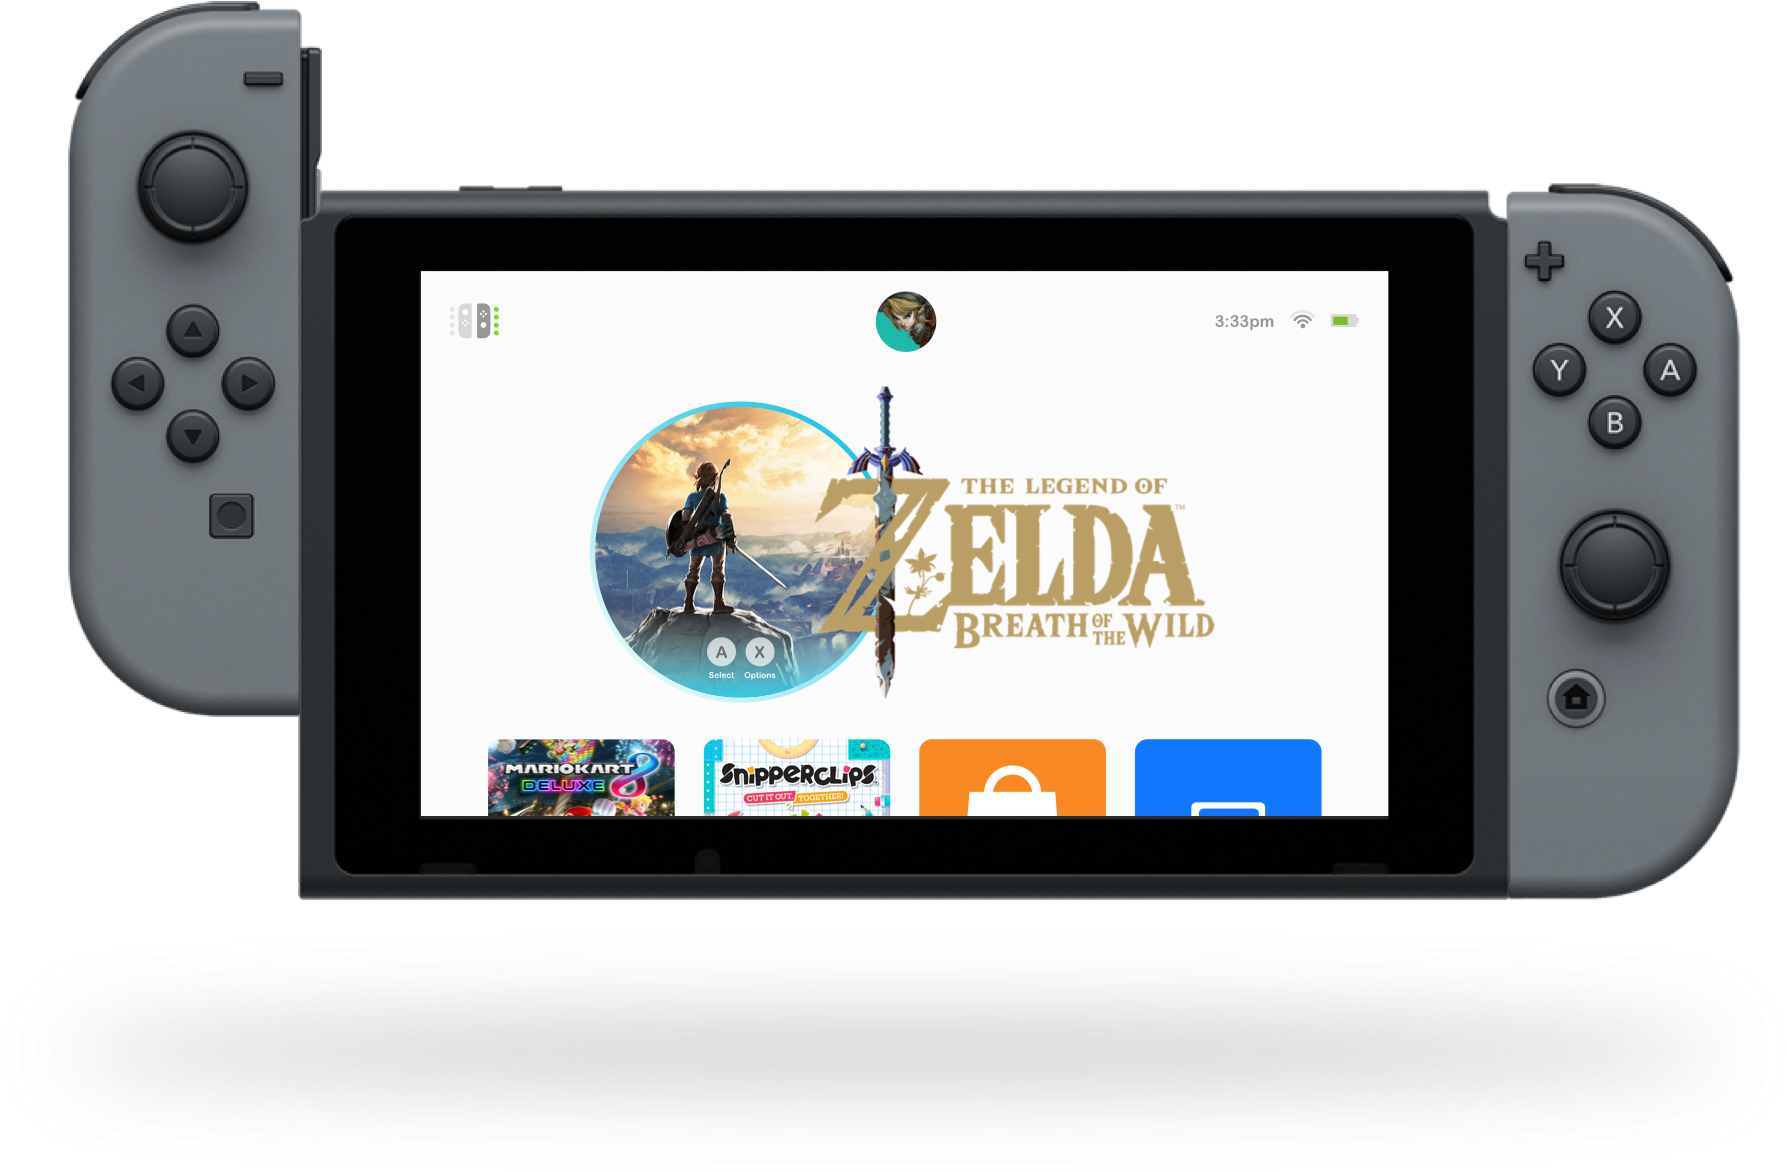 3:33pm
THE LEGEND OF
ZELDA™
BREATH OF THE WILD
A X
Select Options
MARIOKART 8
DELUXE
Snipperclips
CUT IT OUT, TOGETHER!
X
Y A
B